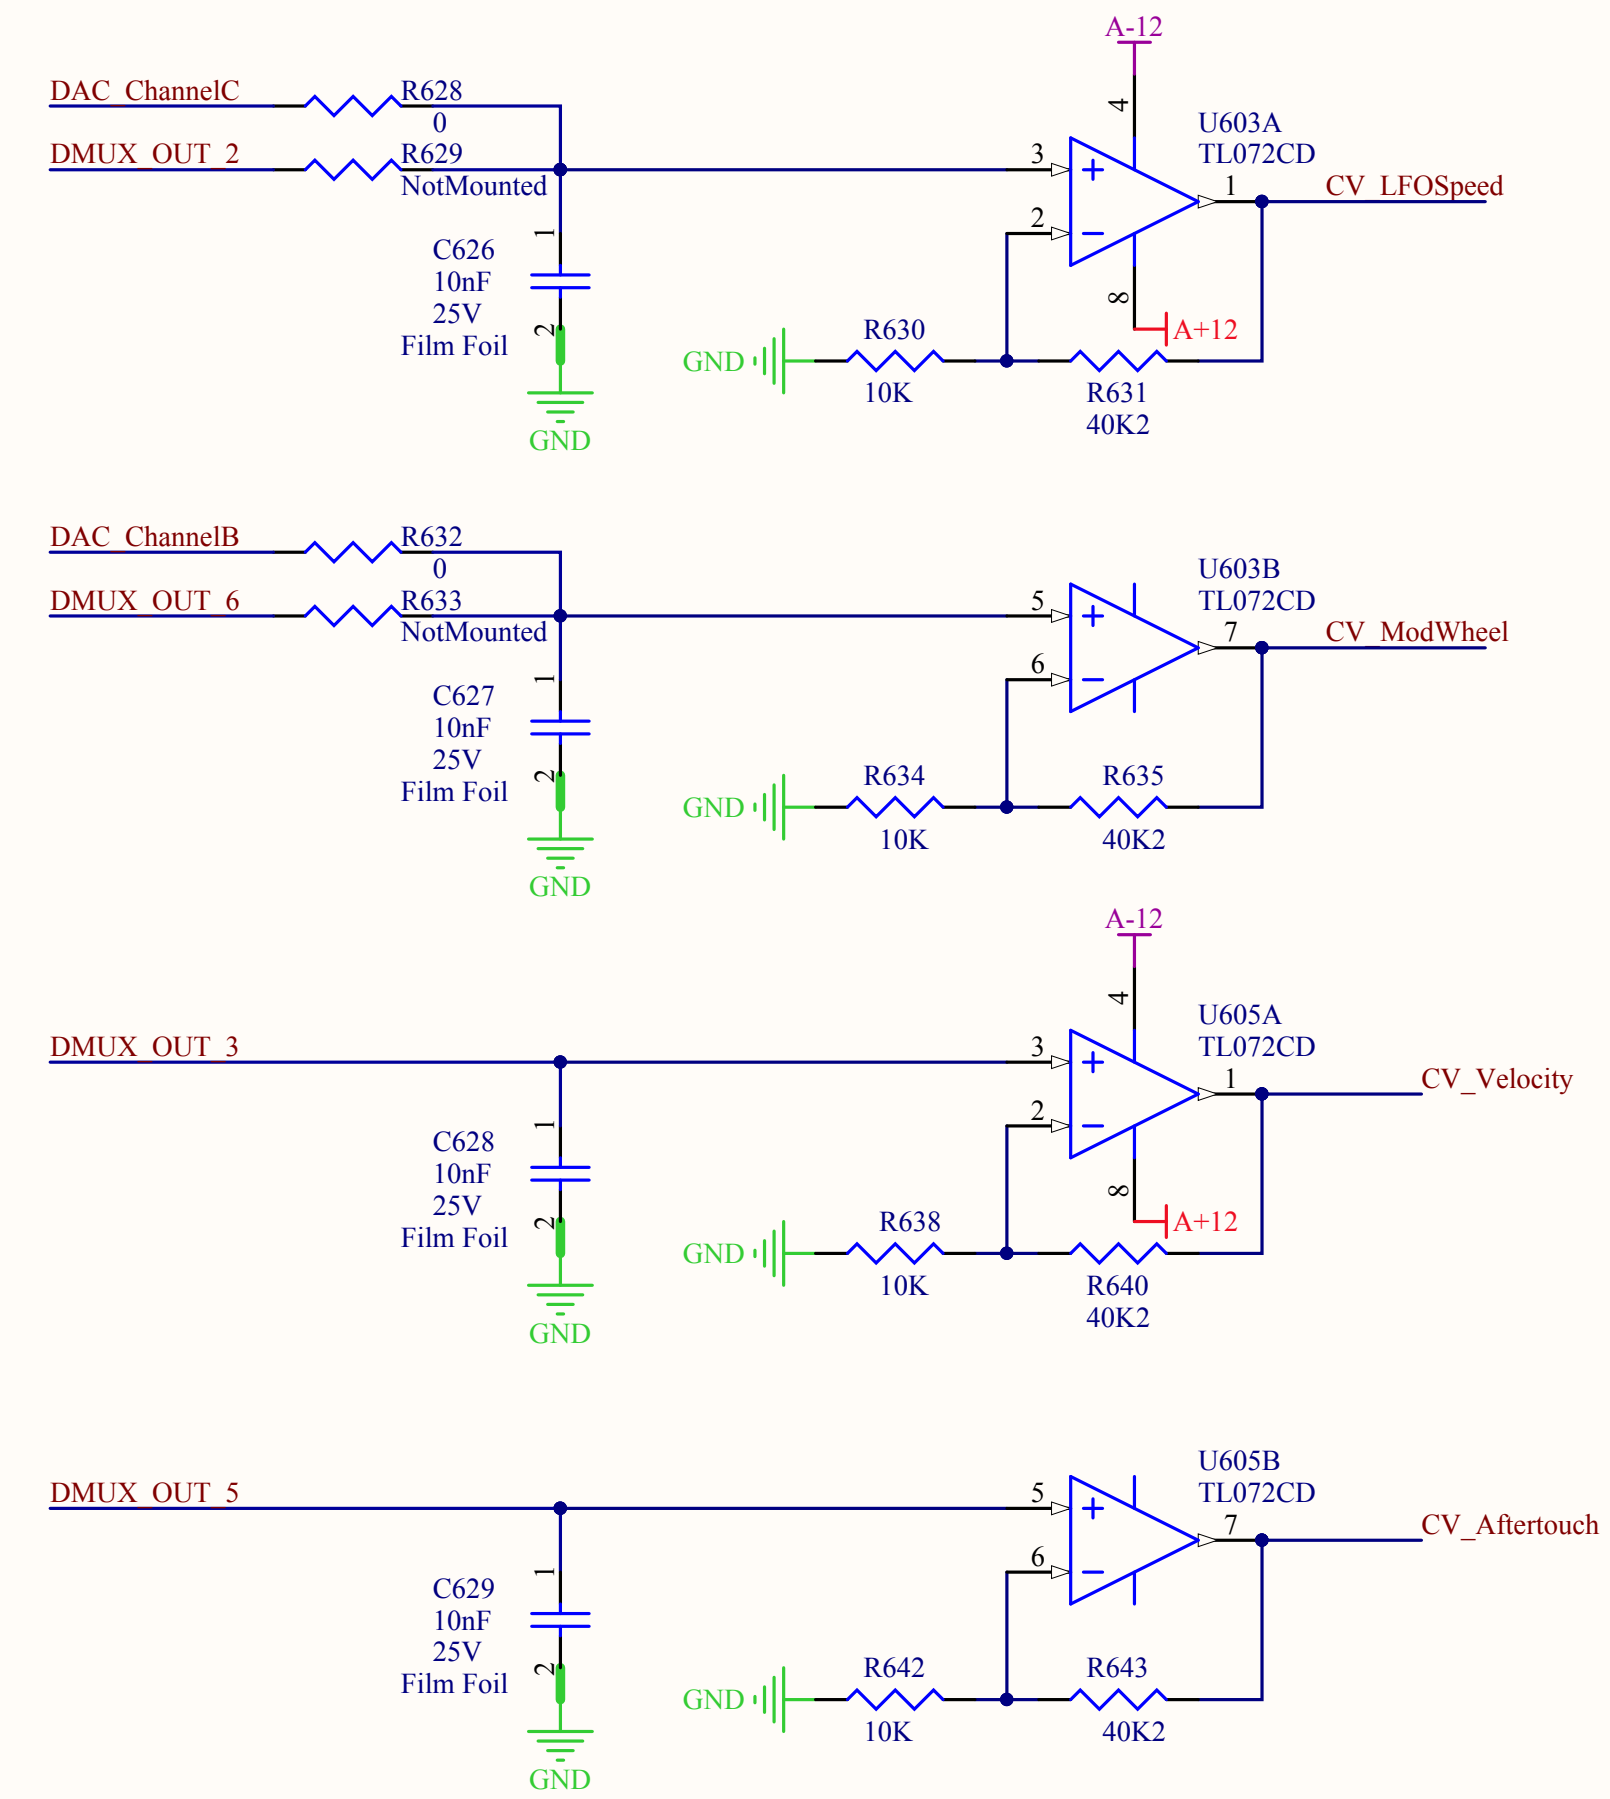 A-12
DAC_ChannelC
R628
0
DMUX_OUT_2
R629
NotMounted
4
U603A
TL072CD
3
1
CV_LFOSpeed
2
1
C626
10nF
25V
Film Foil
2
8
A+12
GND
R630
10K
R631
40K2
GND
DAC_ChannelB
R632
0
DMUX_OUT_6
R633
NotMounted
U603B
TL072CD
5
7
CV_ModWheel
6
1
C627
10nF
25V
Film Foil
2
GND
R634
10K
R635
40K2
GND
A-12
4
U605A
TL072CD
DMUX_OUT_3
3
1
CV_Velocity
2
1
C628
10nF
25V
Film Foil
2
8
A+12
GND
R638
10K
R640
40K2
GND
U605B
TL072CD
DMUX_OUT_5
5
7
CV_Aftertouch
6
1
C629
10nF
25V
Film Foil
2
GND
R642
10K
R643
40K2
GND